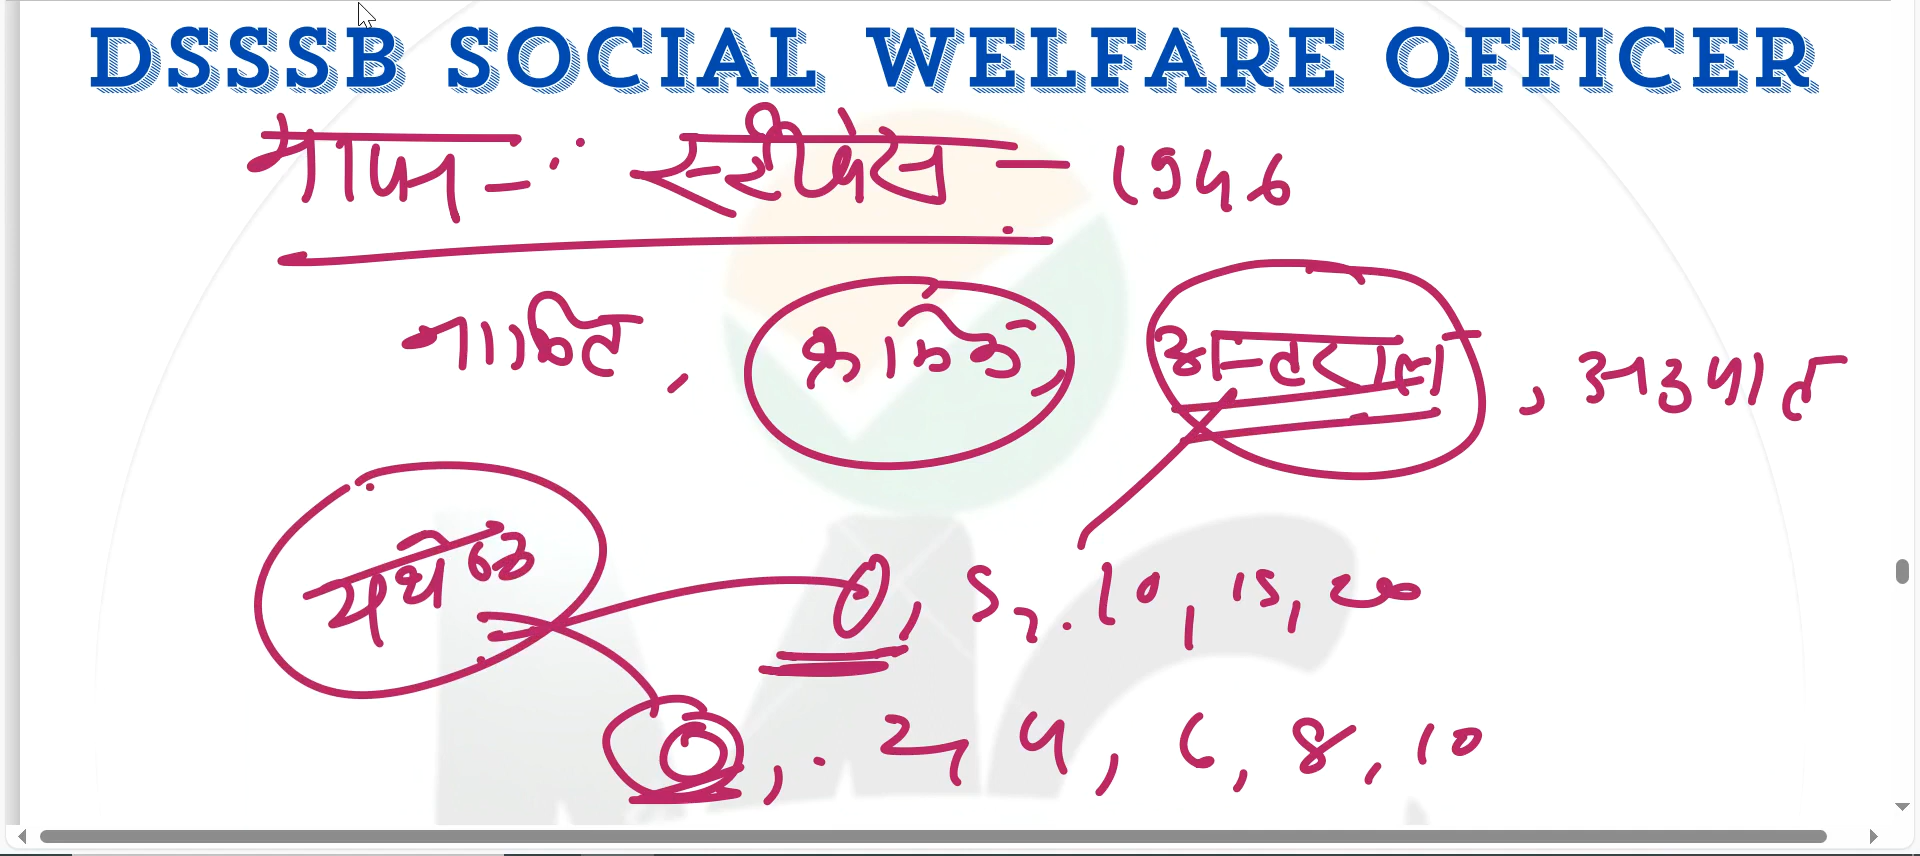 DSSSB SOCIAL WELFARE OFFICER
मापन :- स्टीवेंस - 1946
नामित, क्रमिक, अन्तराल, अनुपात
यथेच्छ 0, 5, 10, 15, 20
0, 2, 4, 6, 8, 10